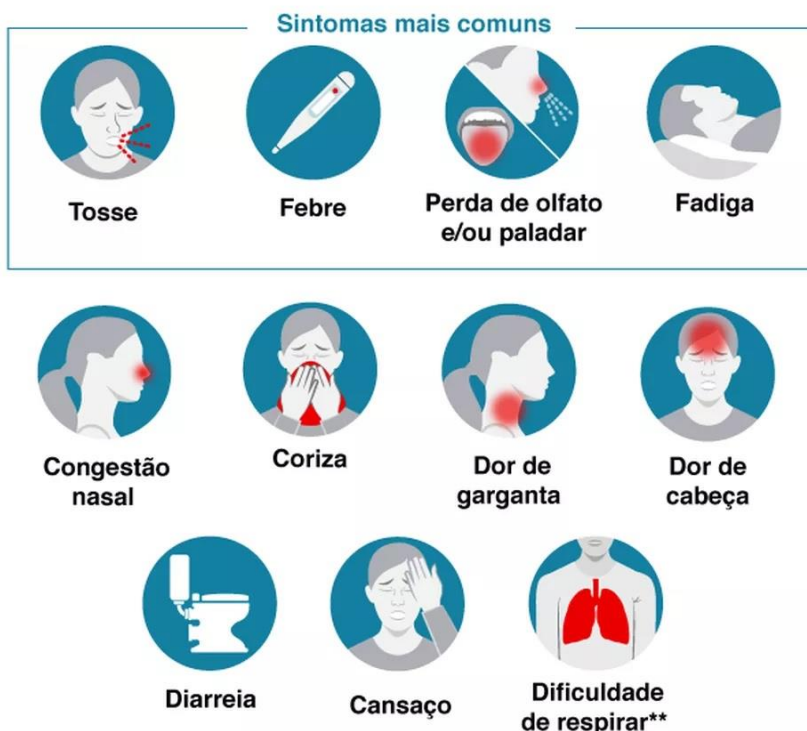 Sintomas mais comuns
Tosse
Febre
Perda de olfato
e/ou paladar
Fadiga
Congestão
nasal
Coriza
Dor de
garganta
Dor de
cabeça
Diarreia
Cansaço
Dificuldade
de respirar**